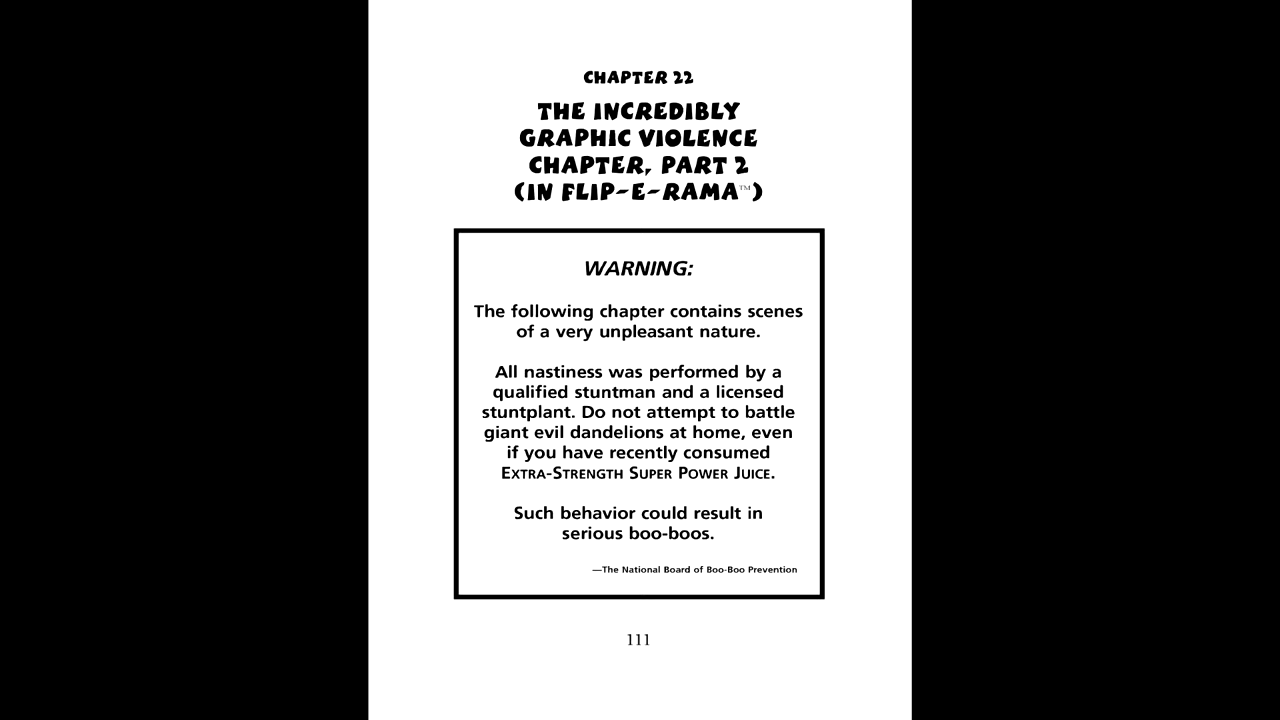 CHAPTER 22
THE INCREDIBLY
GRAPHIC VIOLENCE
CHAPTER, PART 2
(IN FLIP-E-RAMA™)
WARNING:
The following chapter contains scenes
of a very unpleasant nature.
All nastiness was performed by a
qualified stuntman and a licensed
stuntplant. Do not attempt to battle
giant evil dandelions at home, even
if you have recently consumed
EXTRA-STRENGTH SUPER POWER JUICE.
Such behavior could result in
serious boo-boos.
—The National Board of Boo-Boo Prevention
111